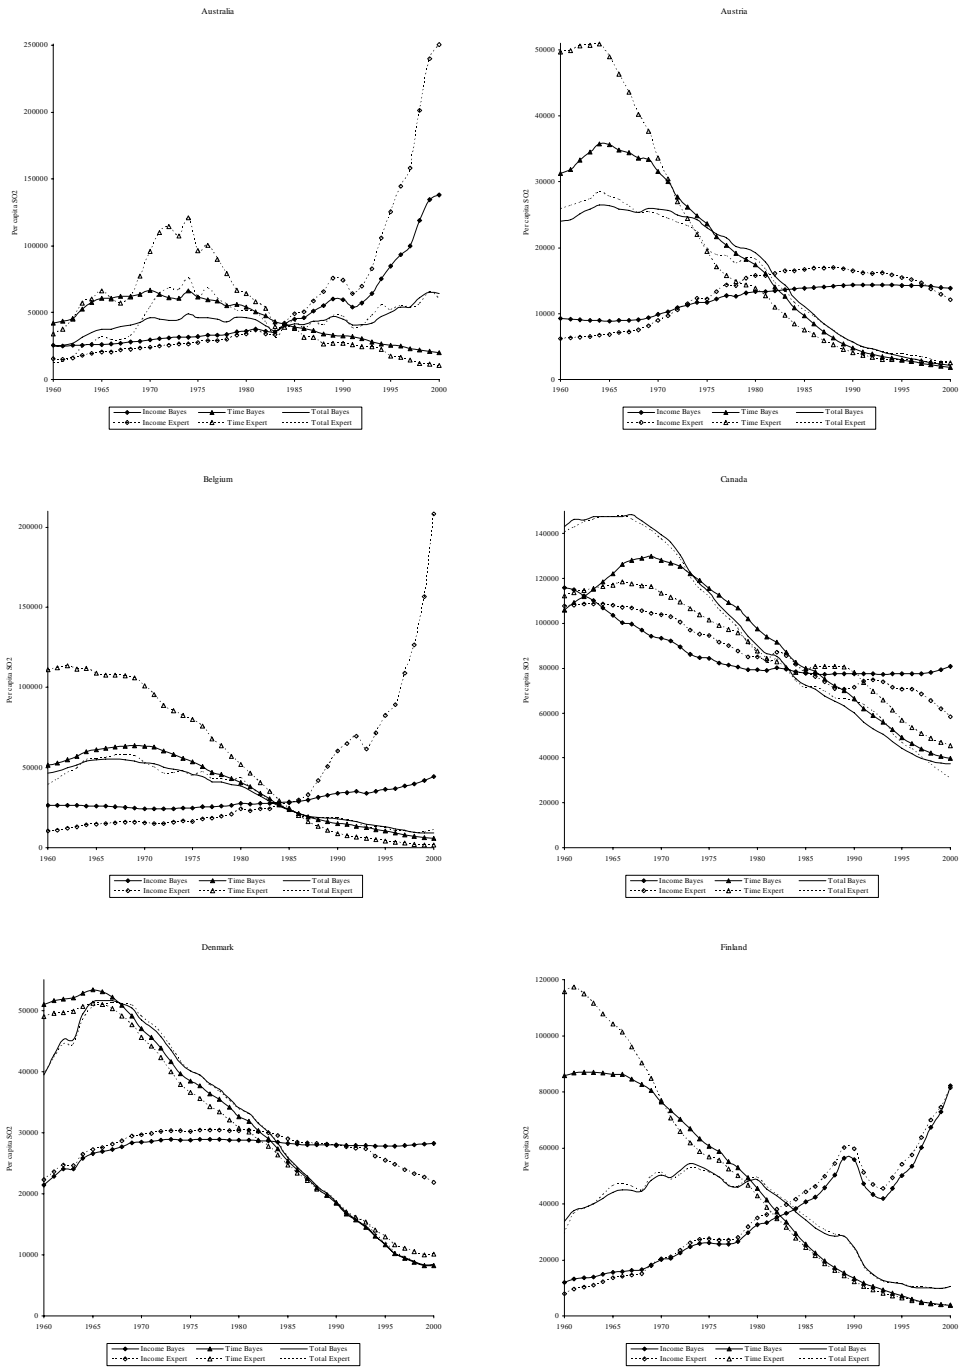 Australia
Per capita SO2
250000
200000
150000
100000
50000
0
1960 1965 1970 1975 1980 1985 1990 1995 2000
Income Bayes Time Bayes Total Bayes
Income Expert Time Expert Total Expert
Austria
Per capita SO2
50000
40000
30000
20000
10000
0
1960 1965 1970 1975 1980 1985 1990 1995 2000
Income Bayes Time Bayes Total Bayes
Income Expert Time Expert Total Expert
Belgium
Per capita SO2
200000
150000
100000
50000
0
1960 1965 1970 1975 1980 1985 1990 1995 2000
Income Bayes Time Bayes Total Bayes
Income Expert Time Expert Total Expert
Canada
Per capita SO2
140000
120000
100000
80000
60000
40000
20000
0
1960 1965 1970 1975 1980 1985 1990 1995 2000
Income Bayes Time Bayes Total Bayes
Income Expert Time Expert Total Expert
Denmark
Per capita SO2
50000
40000
30000
20000
10000
0
1960 1965 1970 1975 1980 1985 1990 1995 2000
Income Bayes Time Bayes Total Bayes
Income Expert Time Expert Total Expert
Finland
Per capita SO2
120000
100000
80000
60000
40000
20000
0
1960 1965 1970 1975 1980 1985 1990 1995 2000
Income Bayes Time Bayes Total Bayes
Income Expert Time Expert Total Expert